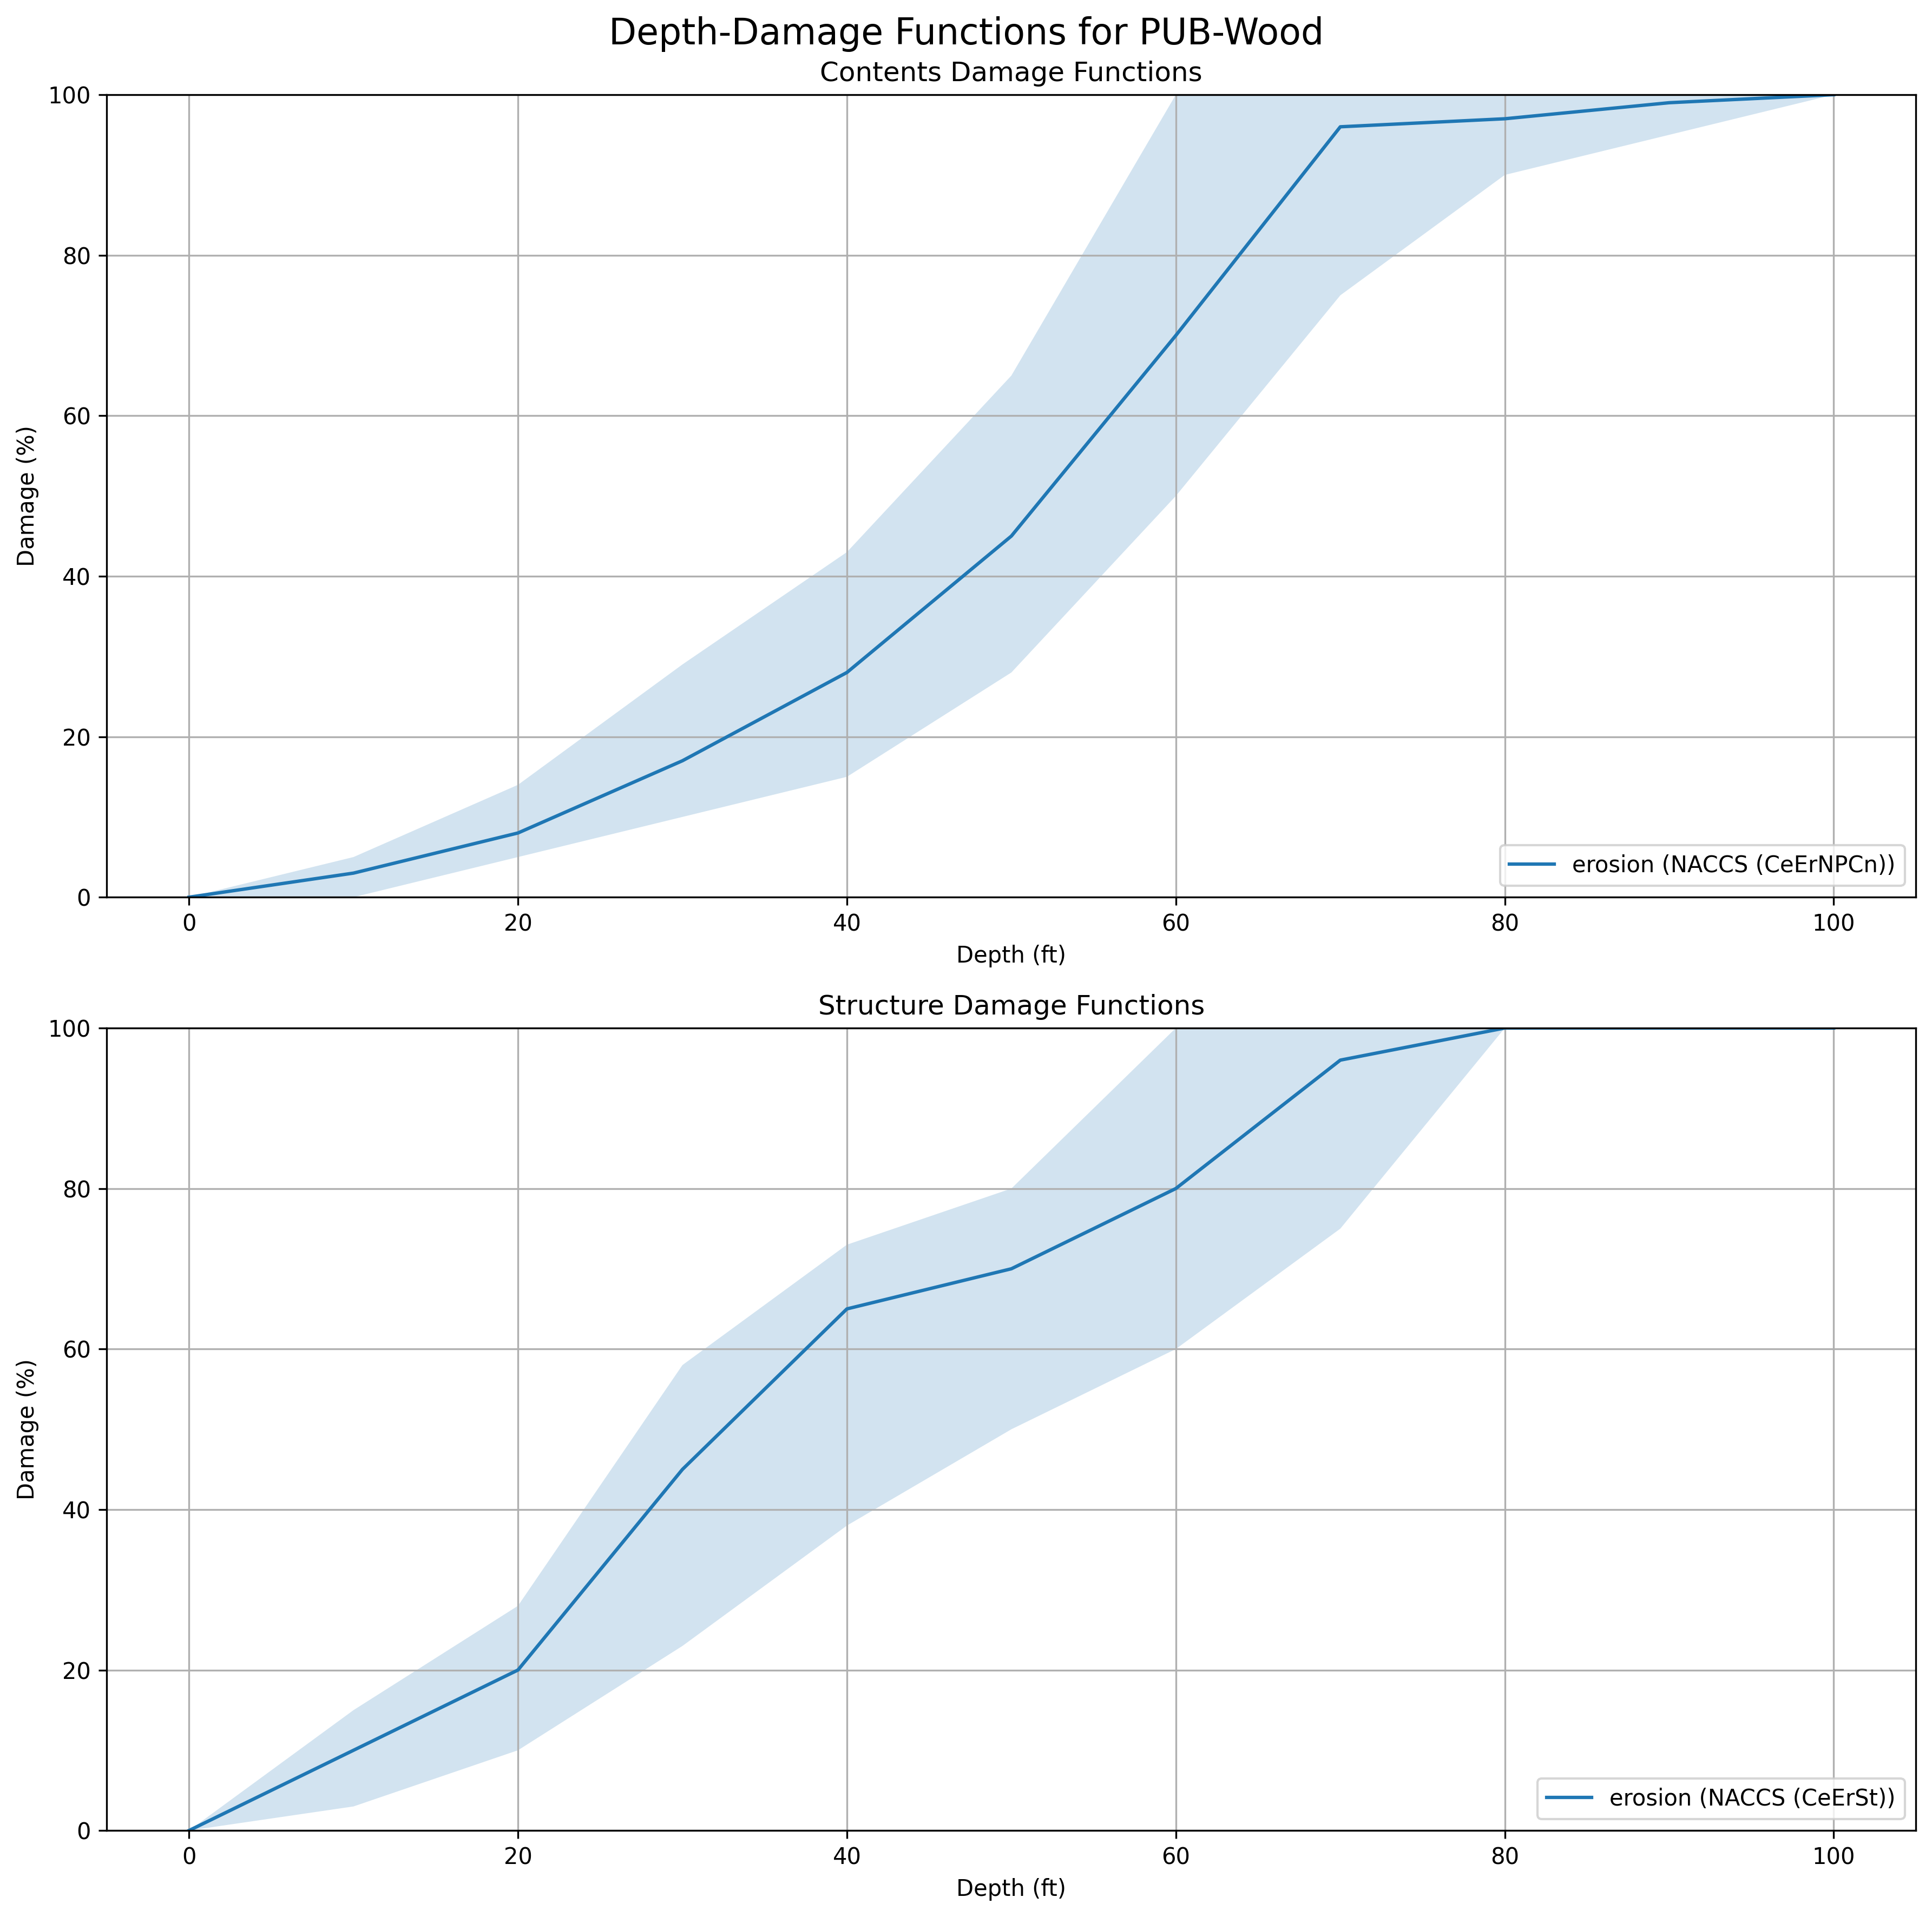 Depth-Damage Functions for PUB-Wood
Contents Damage Functions
100
80
60
40
20
0
Damage (%)
erosion (NACCS (CeErNPCn))
0 20 40 60 80 100
Depth (ft)
Structure Damage Functions
100
80
60
40
20
0
Damage (%)
erosion (NACCS (CeErSt))
0 20 40 60 80 100
Depth (ft)